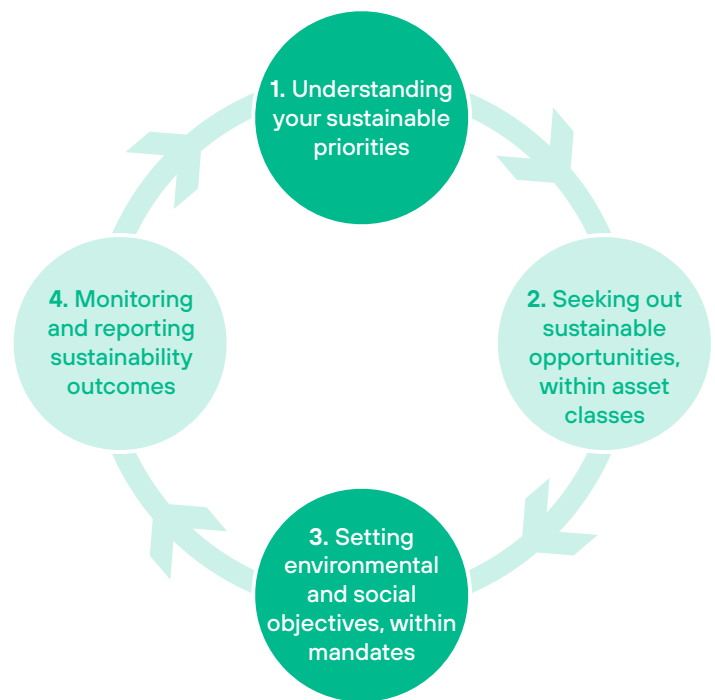 1. Understanding
your sustainable
priorities
2. Seeking out
sustainable
opportunities,
within asset
classes
3. Setting
environmental
and social
objectives, within
mandates
4. Monitoring
and reporting
sustainability
outcomes